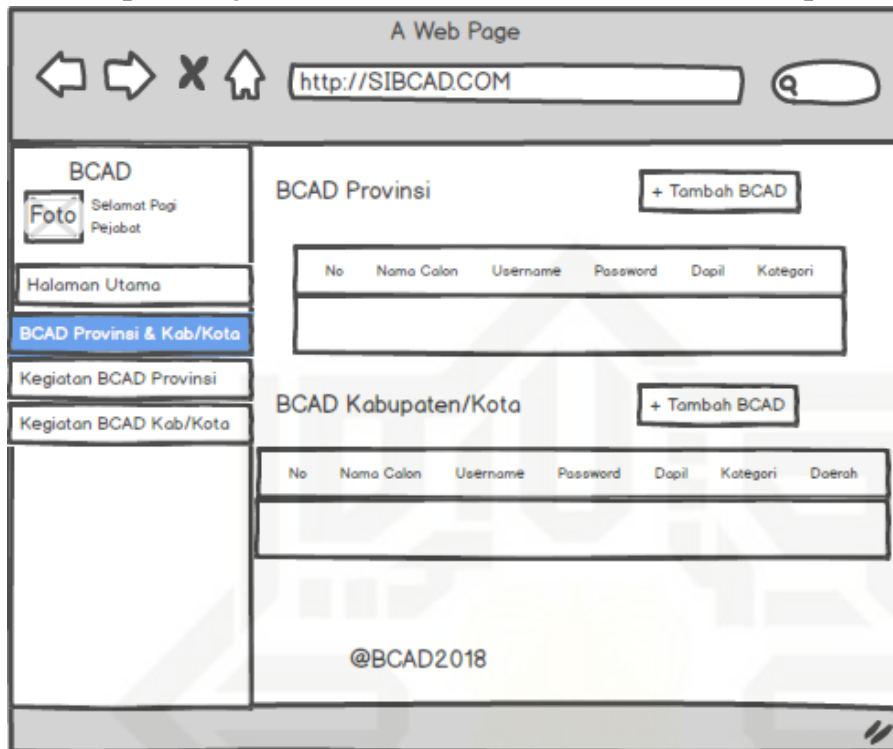 A Web Page
http://SIBCAD.COM
BCAD
Foto
Selamat Pagi
Pejabat
Halaman Utama
BCAD Provinsi & Kab/Kota
Kegiatan BCAD Provinsi
Kegiatan BCAD Kab/Kota
BCAD Provinsi
+ Tambah BCAD
No Nama Calon Username Password Dapil Kategori
BCAD Kabupaten/Kota
+ Tambah BCAD
No Nama Calon Username Password Dapil Kategori Daerah
@BCAD2018